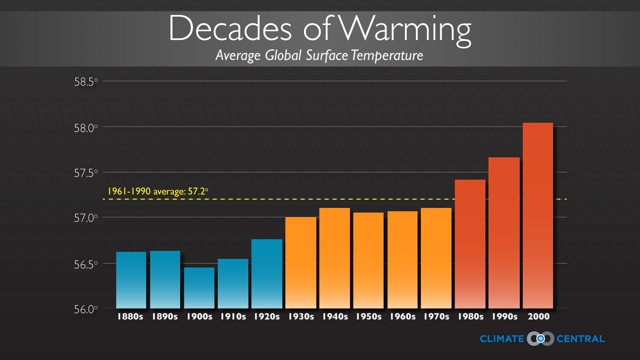 Decades of Warming
Average Global Surface Temperature
58.5°
58.0°
57.5°
1961-1990 average: 57.2°
57.0°
56.5°
56.0°
1880s 1890s 1900s 1910s 1920s 1930s 1940s 1950s 1960s 1970s 1980s 1990s 2000
CLIMATE CENTRAL